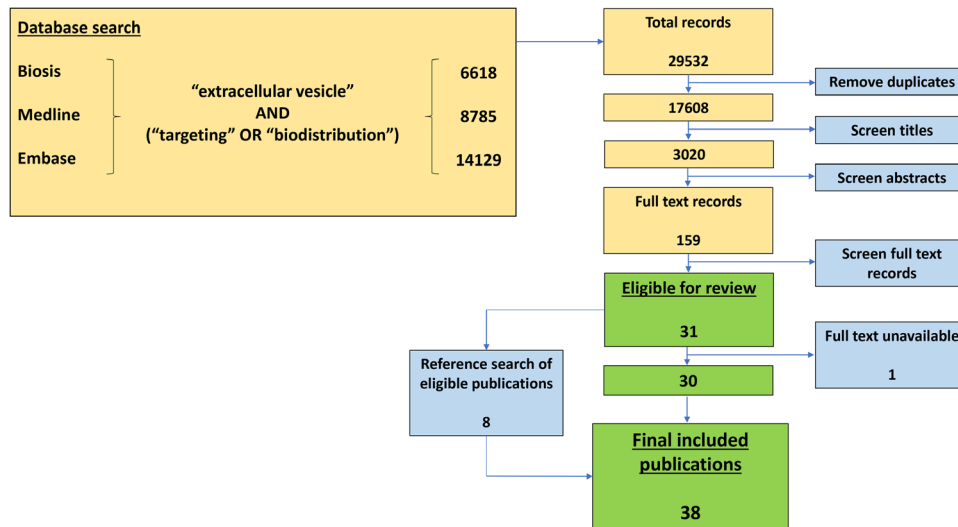 Database search
Biosis
Medline
Embase
“extracellular vesicle”
AND
(“targeting” OR “biodistribution”)
6618
8785
14129
Total records
29532
Remove duplicates
17608
Screen titles
3020
Screen abstracts
Full text records
159
Screen full text
records
Eligible for review
31
Full text unavailable
1
Reference search of
eligible publications
8
30
Final included
publications
38